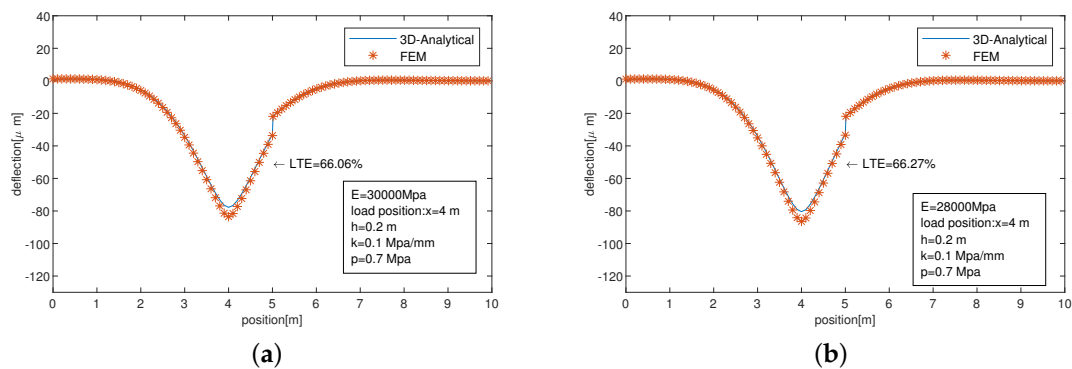 40
20
0
-20
-40
-60
-80
-100
-120
deflection[μ m]
3D-Analytical
FEM
← LTE=66.06%
E=30000Mpa
load position:x=4 m
h=0.2 m
k=0.1 Mpa/mm
p=0.7 Mpa
0 1 2 3 4 5 6 7 8 9 10
position[m]
(a)
40
20
0
-20
-40
-60
-80
-100
-120
deflection[μ m]
3D-Analytical
FEM
← LTE=66.27%
E=28000Mpa
load position:x=4 m
h=0.2 m
k=0.1 Mpa/mm
p=0.7 Mpa
0 1 2 3 4 5 6 7 8 9 10
position[m]
(b)